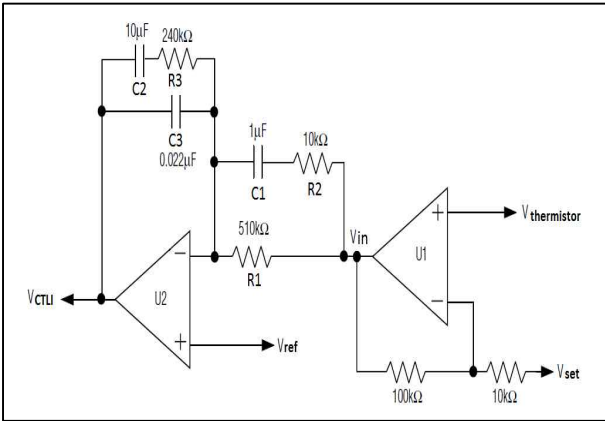 10μF
240kΩ
C2
R3
C3
0.022μF
1μF
10kΩ
C1
R2
510kΩ
R1
Vin
U1
+
−
Vthermistor
U2
−
+
VCTLI
Vref
100kΩ
10kΩ
Vset